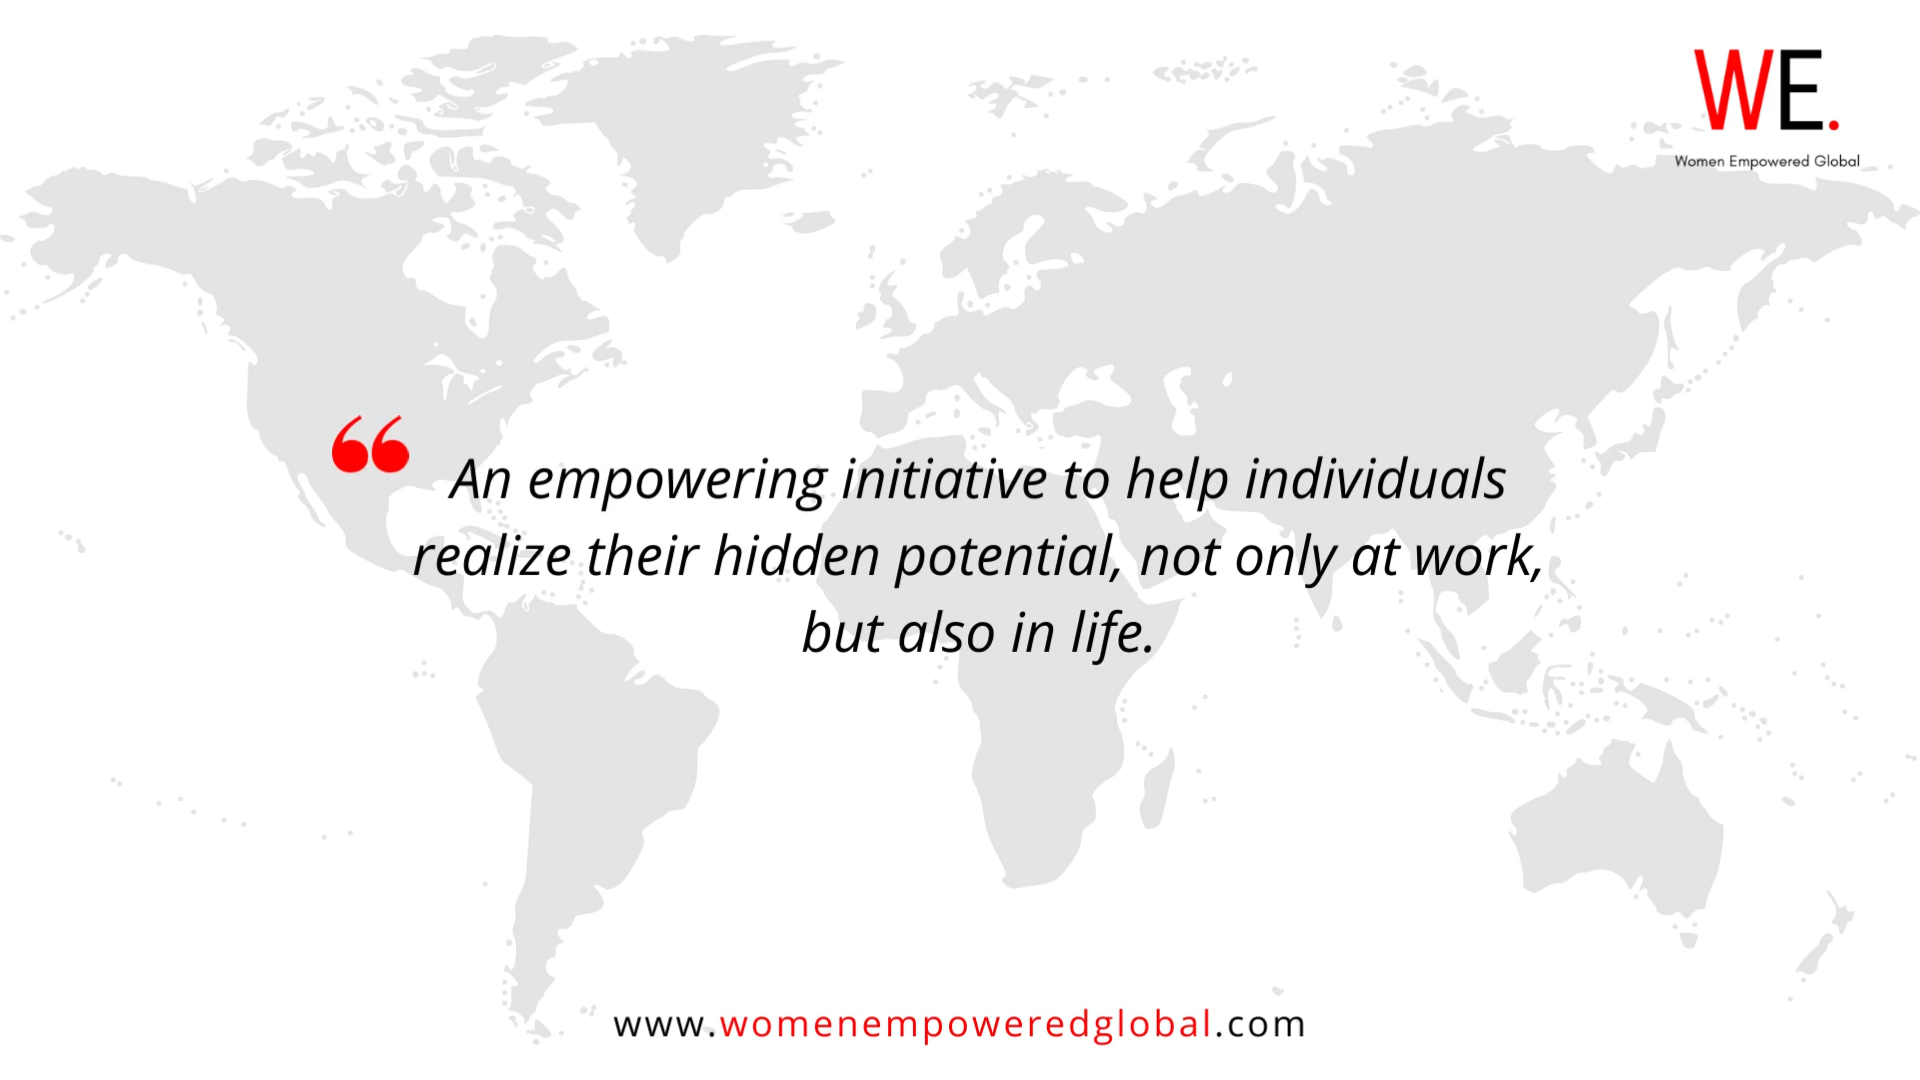 WE.
Women Empowered Global
“ An empowering initiative to help individuals
realize their hidden potential, not only at work,
but also in life.
www.womenempoweredglobal.com